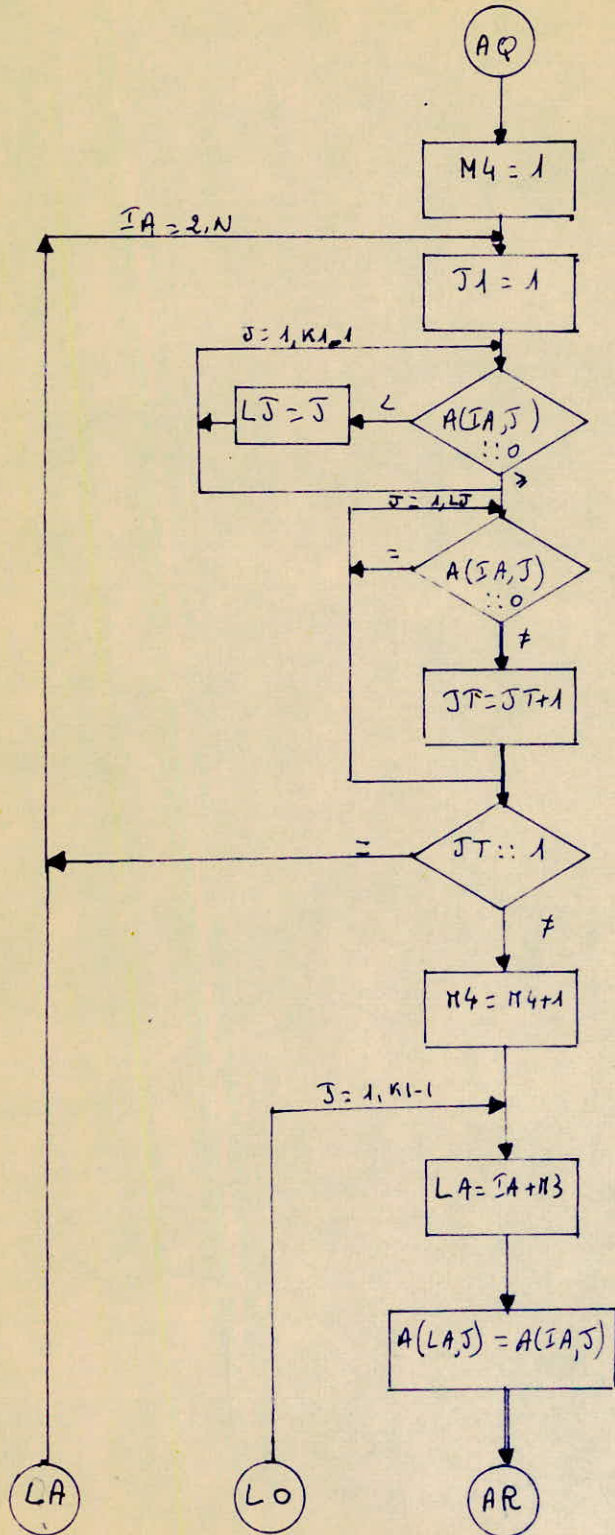 AQ
M4 = 1
IA = 2,N
J1 = 1
J = 1, K1-1
LJ = J
<
A(IA,J)
:: 0
≥
J = 1, LJ
=
A(IA,J)
:: 0
≠
JT = JT+1
=
JT :: 1
≠
M4 = M4+1
J = 1, K1-1
LA = IA+M3
A(LA,J) = A(IA,J)
LA
LO
AR